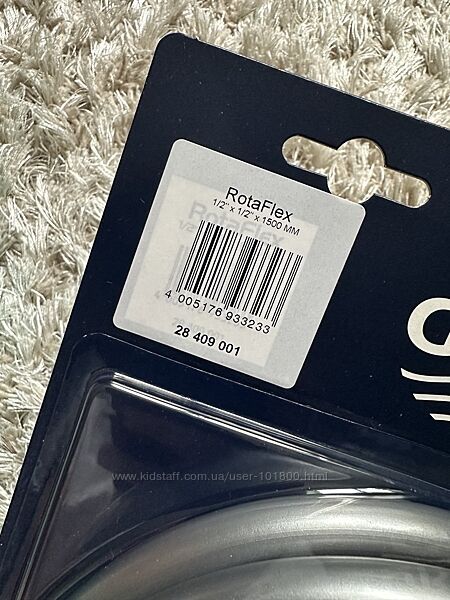 RotaFlex
1/2" x 1/2" x 1500 MM
RotaFlex
4 005176 933233
28 409 001
G
www.kidstaff.com.ua/user-101800.html